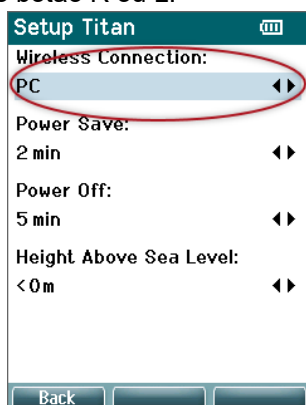 Setup Titan
Wireless Connection:
PC
Power Save:
2 min
Power Off:
5 min
Height Above Sea Level:
<0m
Back